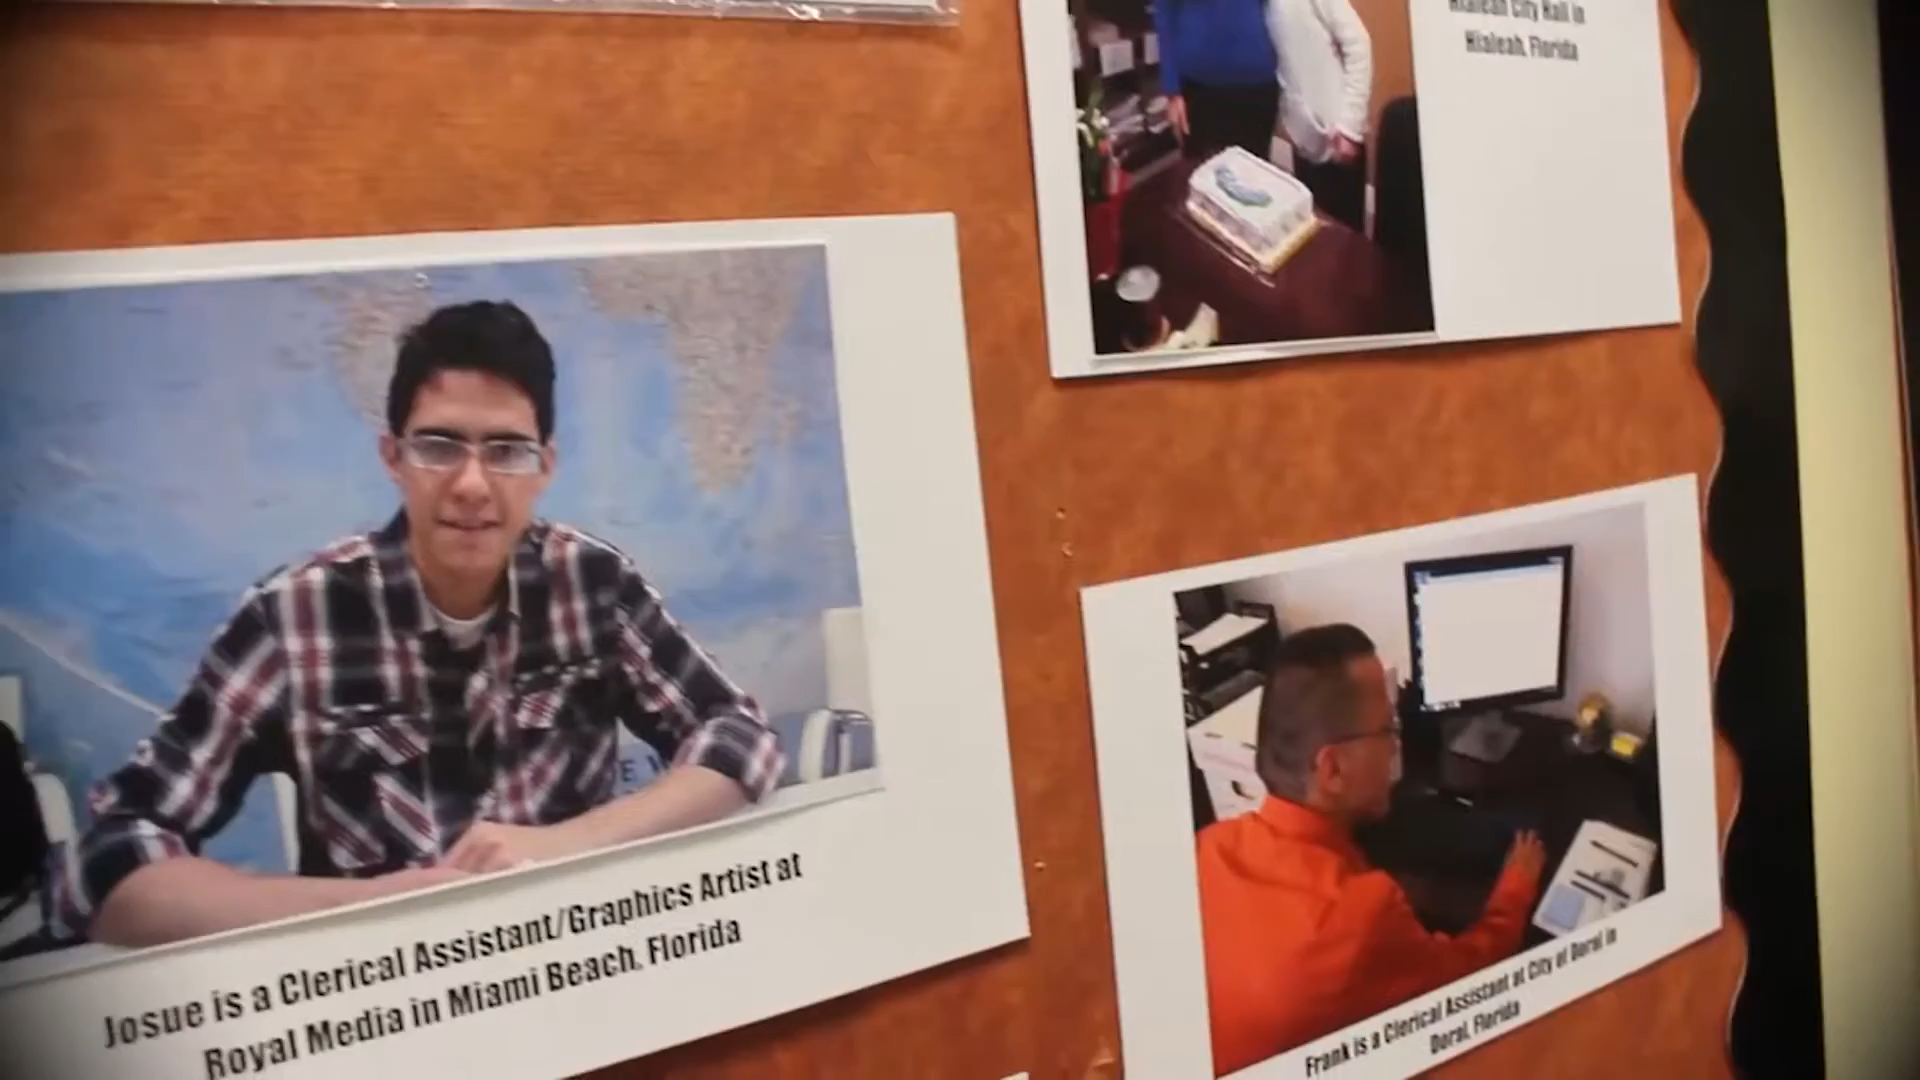 Hialeah City Hall in
Hialeah, Florida
Josue is a Clerical Assistant/Graphics Artist at
Royal Media in Miami Beach, Florida
Frank is a Clerical Assistant at City of Doral in
Doral, Florida